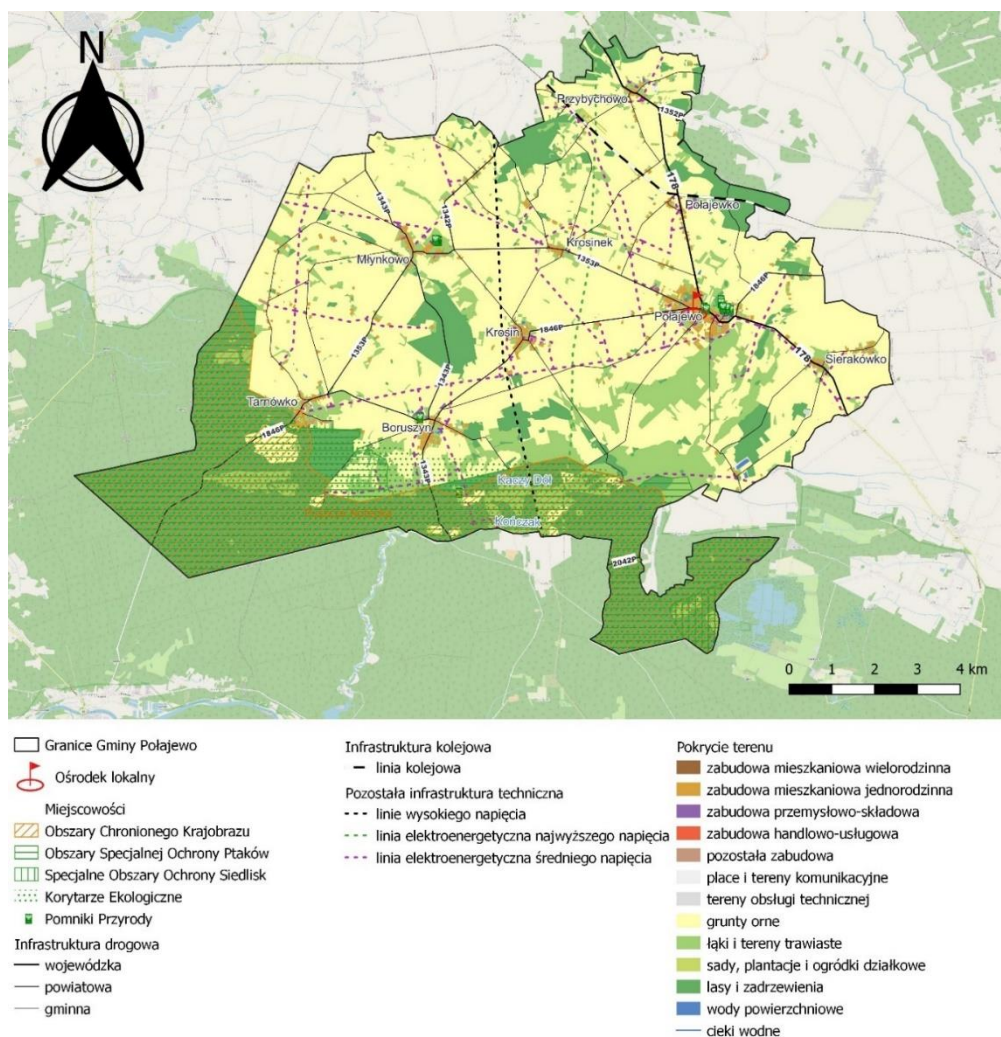 N
Przybychowo
1352P
178
Połajewko
1343P
1342P
Młynkowo
Krosinek
1353P
1846P
Połajewo
Krosin
1846P
178
Sierakówko
1353P
1343P
Tarnówko
1840P
Boruszyn
1343P
Kaczy Dół
Kończak
2042P
0 1 2 3 4 km
Granice Gminy Połajewo
Ośrodek lokalny
Miejscowości
Obszary Chronionego Krajobrazu
Obszary Specjalnej Ochrony Ptaków
Specjalne Obszary Ochrony Siedlisk
Korytarze Ekologiczne
Pomniki Przyrody
Infrastruktura drogowa
wojewódzka
powiatowa
gminna
Infrastruktura kolejowa
linia kolejowa
Pozostała infrastruktura techniczna
linie wysokiego napięcia
linia elektroenergetyczna najwyższego napięcia
linia elektroenergetyczna średniego napięcia
Pokrycie terenu
zabudowa mieszkaniowa wielorodzinna
zabudowa mieszkaniowa jednorodzinna
zabudowa przemysłowo-składowa
zabudowa handlowo-usługowa
pozostała zabudowa
place i tereny komunikacyjne
tereny obsługi technicznej
grunty orne
łąki i tereny trawiaste
sady, plantacje i ogródki działkowe
lasy i zadrzewienia
wody powierzchniowe
cieki wodne